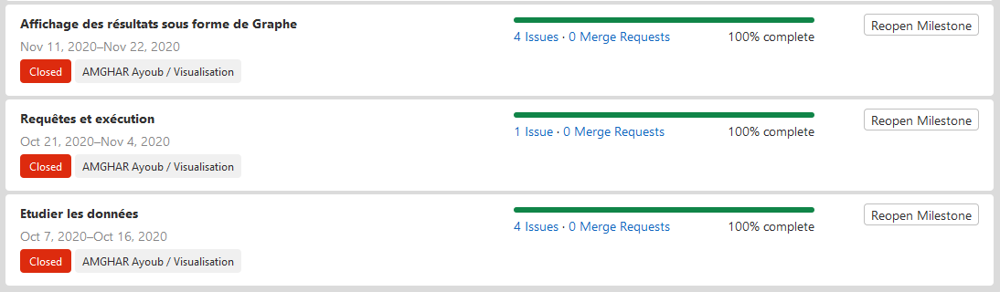 Affichage des résultats sous forme de Graphe
4 Issues · 0 Merge Requests 100% complete
Reopen Milestone
Nov 11, 2020–Nov 22, 2020
Closed AMGHAR Ayoub / Visualisation
Requêtes et exécution
1 Issue · 0 Merge Requests 100% complete
Reopen Milestone
Oct 21, 2020–Nov 4, 2020
Closed AMGHAR Ayoub / Visualisation
Etudier les données
4 Issues · 0 Merge Requests 100% complete
Reopen Milestone
Oct 7, 2020–Oct 16, 2020
Closed AMGHAR Ayoub / Visualisation